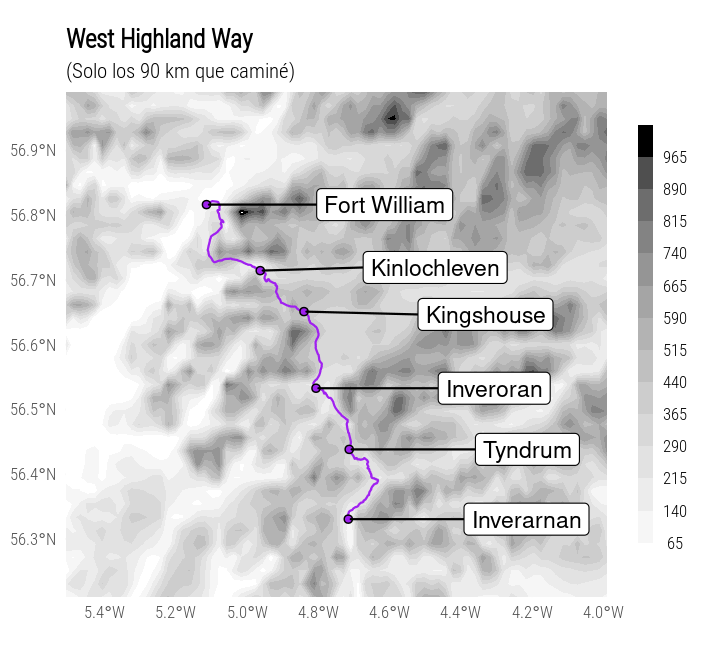 West Highland Way
(Solo los 90 km que caminé)
56.9°N
56.8°N
56.7°N
56.6°N
56.5°N
56.4°N
56.3°N
Fort William
Kinlochleven
Kingshouse
Inveroran
Tyndrum
Inverarnan
5.4°W 5.2°W 5.0°W 4.8°W 4.6°W 4.4°W 4.2°W 4.0°W
965
890
815
740
665
590
515
440
365
290
215
140
65